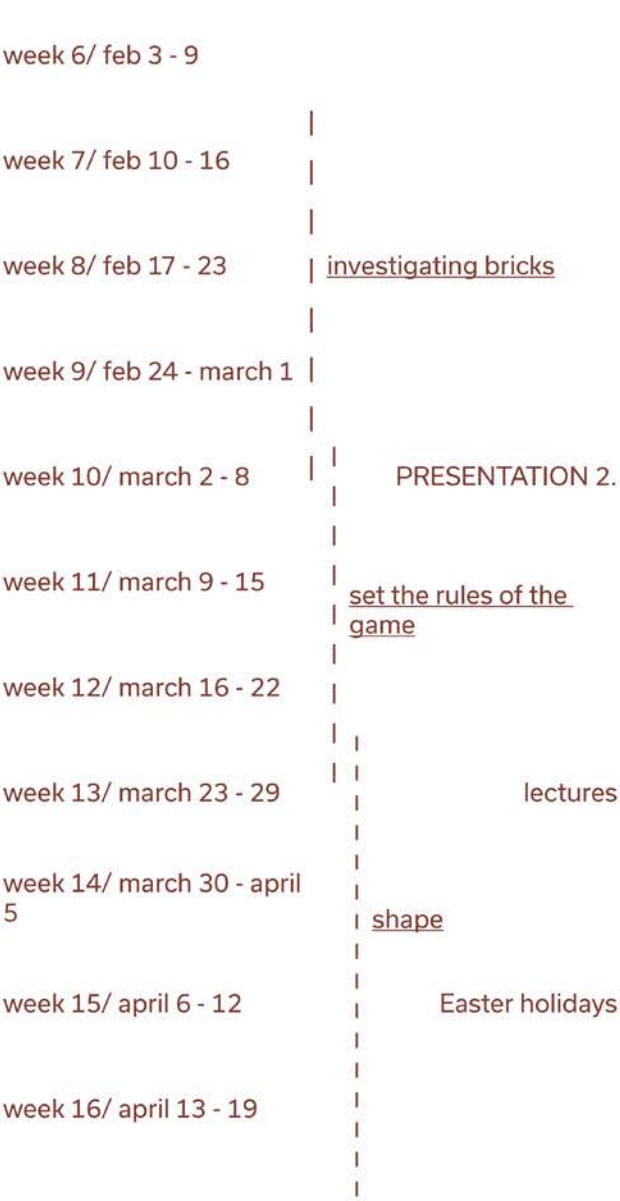 week 6/ feb 3 - 9
week 7/ feb 10 - 16
week 8/ feb 17 - 23
investigating bricks
week 9/ feb 24 - march 1
week 10/ march 2 - 8
PRESENTATION 2.
week 11/ march 9 - 15
set the rules of the
game
week 12/ march 16 - 22
week 13/ march 23 - 29
lectures
week 14/ march 30 - april
5
shape
week 15/ april 6 - 12
Easter holidays
week 16/ april 13 - 19